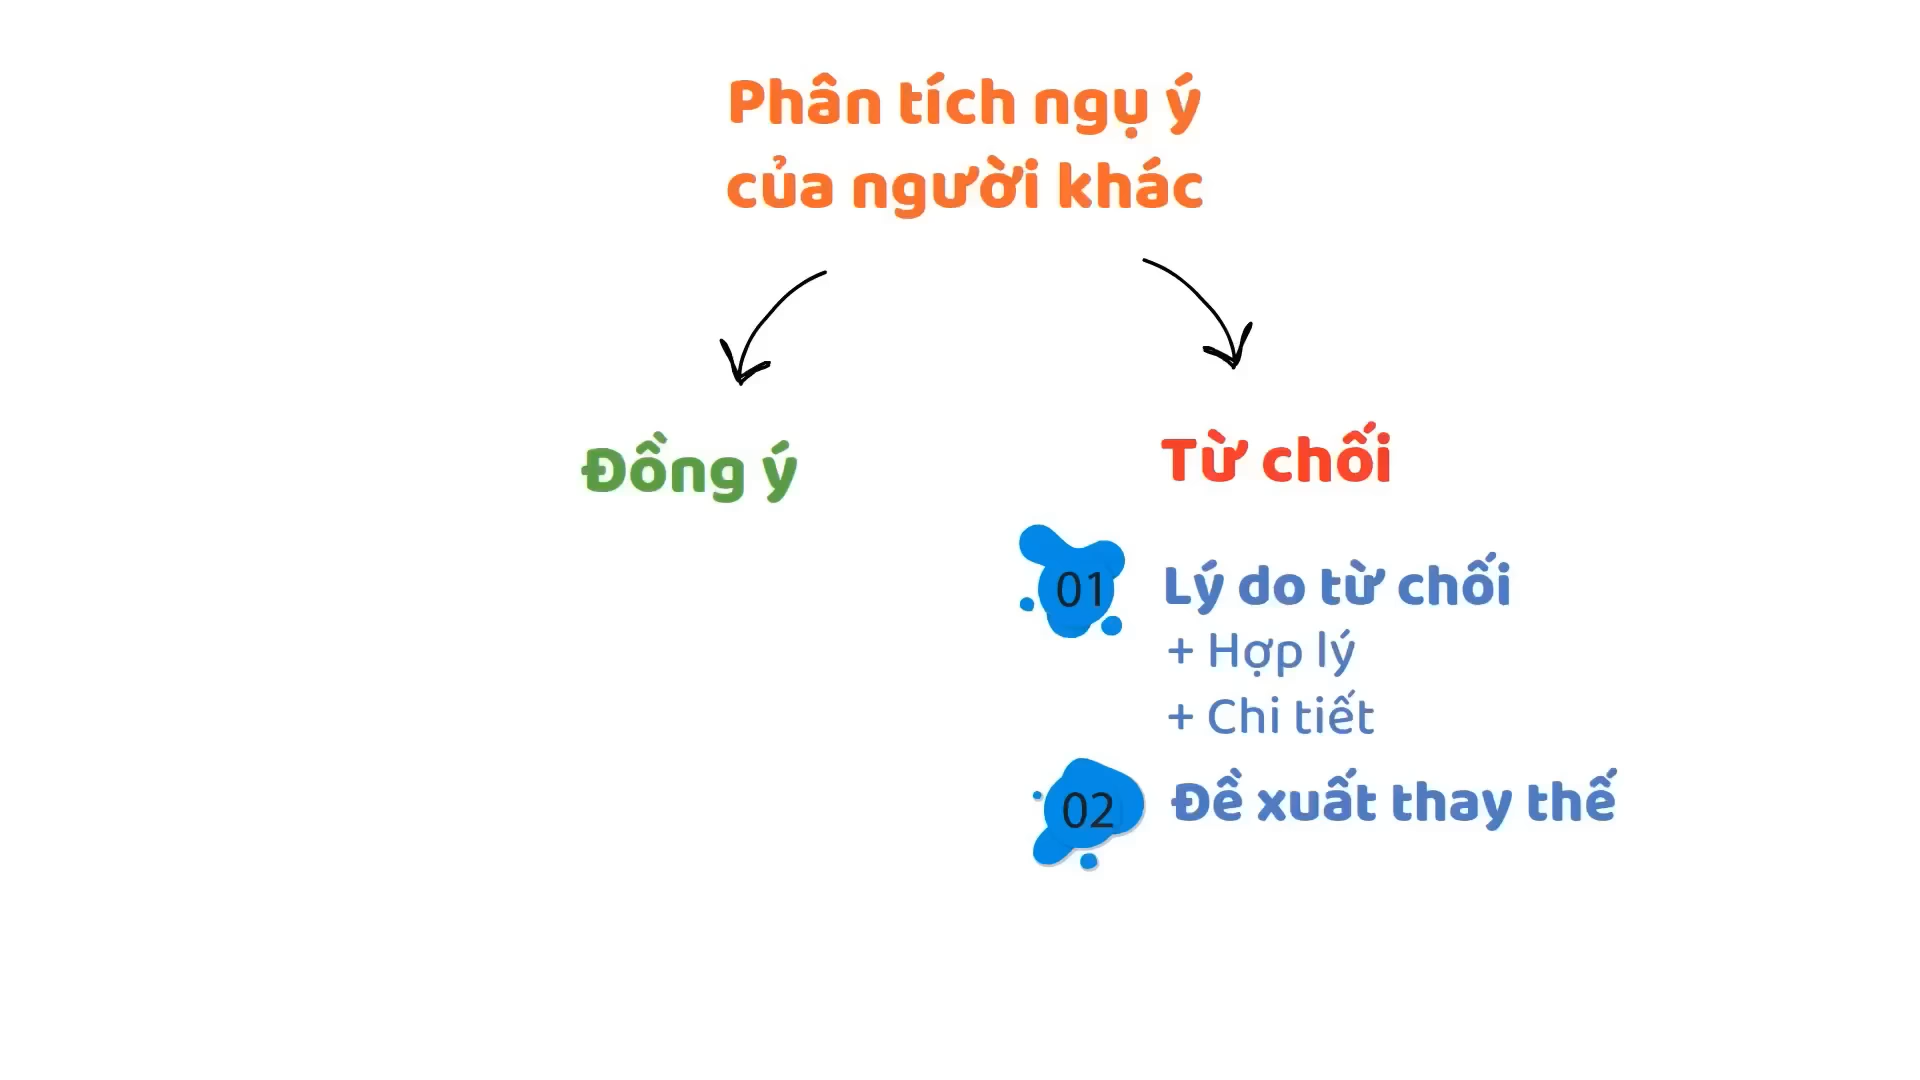 Phân tích ngụ ý
của người khác
Đồng ý
Từ chối
01
Lý do từ chối
+ Hợp lý
+ Chi tiết
02
Đề xuất thay thế